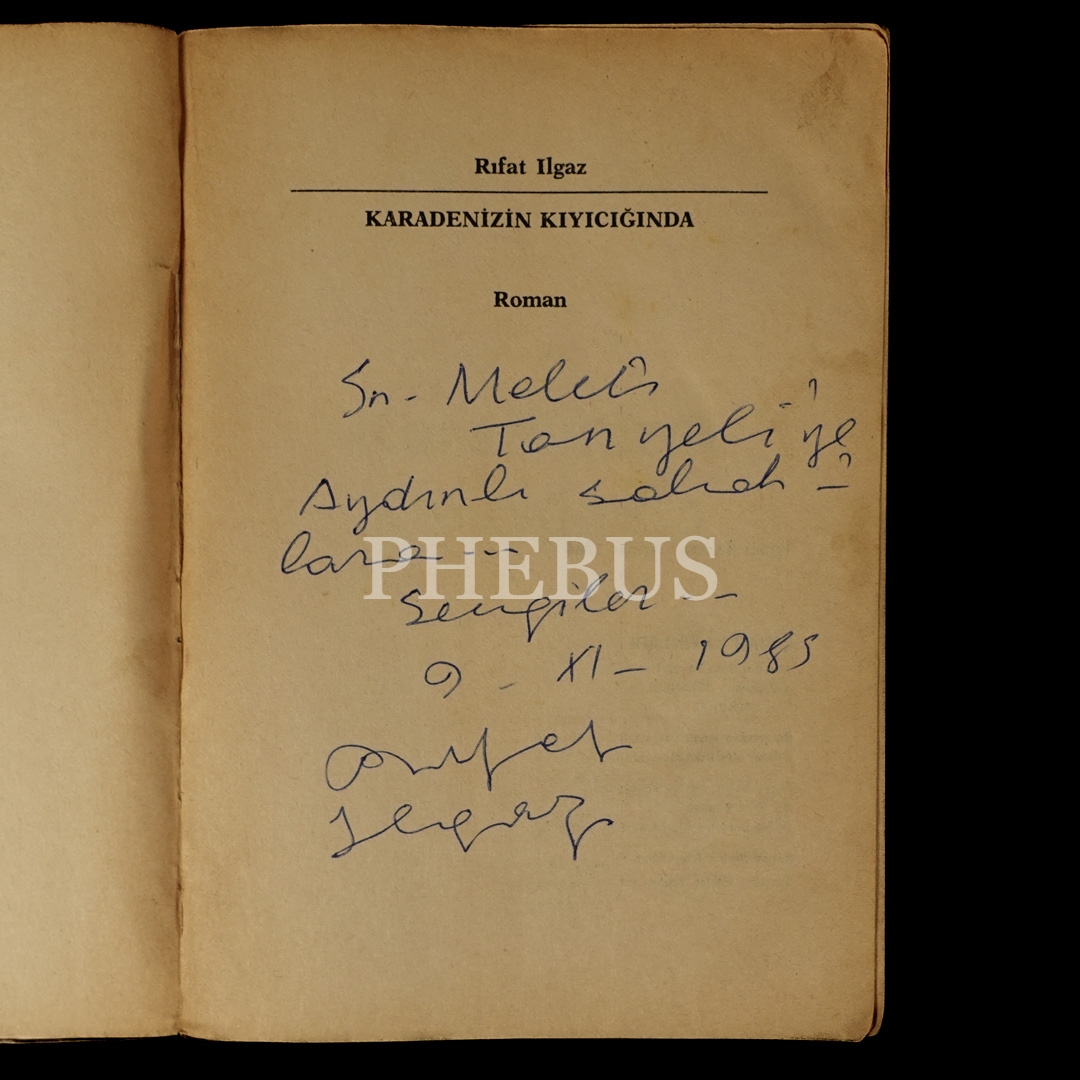 Rıfat Ilgaz
KARADENİZİN KIYICIĞINDA
Roman
Sn. Melih
Tanyeli'ye
Aydınlı sabah-
lara --
PHEBUS
Sevgiler --
9 - XI - 1985
Rıfat
Ilgaz